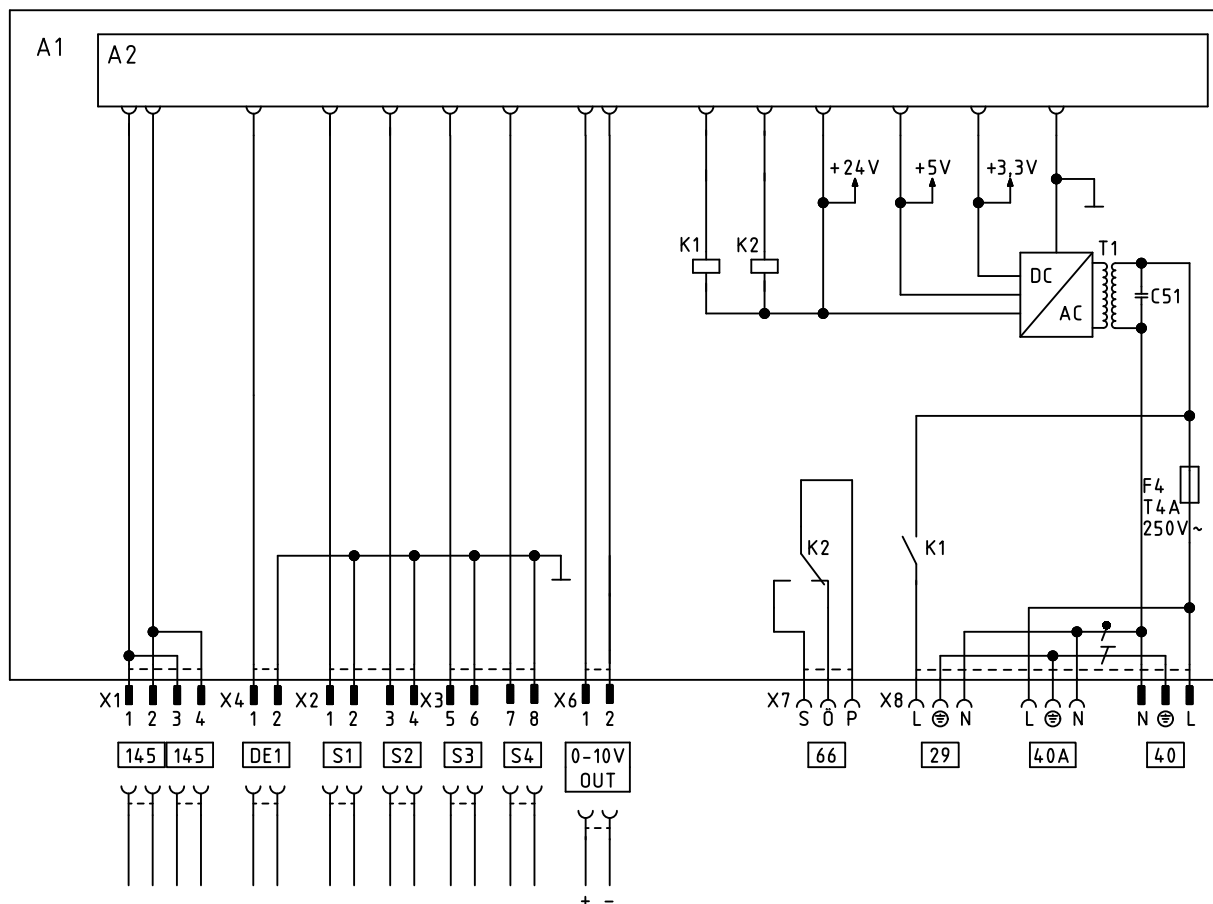 A1
A2
+24V
+5V
+3,3V
K1
K2
T1
DC
AC
C51
F4
T4A
250V~
K2
K1
X1
X4
X2
X3
X6
X7
X8
1 2 3 4
1 2
1 2 3 4
5 6 7 8
1 2
S Ö P
L N
L N
N L
145
145
DE1
S1
S2
S3
S4
0-10V
OUT
66
29
40A
40
+ -